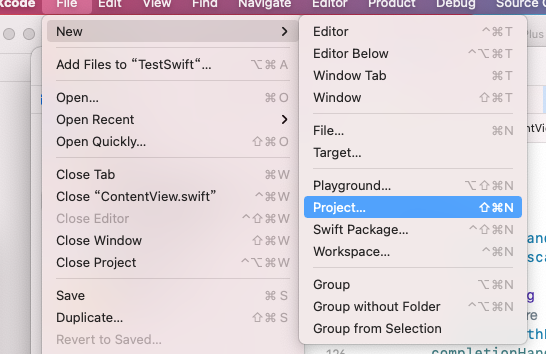 Xcode File Edit View Find Navigate Editor Product Debug Source
New
Add Files to “TestSwift“... ⌥⌘A
Open... ⌘O
Open Recent
Open Quickly... ⇧⌘O
Close Tab ⌘W
Close “ContentView.swift” ^⌘W
Close Editor ^⇧⌘W
Close Window ⇧⌘W
Close Project ^⌥⌘W
Save ⌘S
Duplicate... ⇧⌘S
Revert to Saved...
Editor ^⌘T
Editor Below ^⌥⌘T
Window Tab ⌘T
Window ⇧⌘T
File... ⌘N
Target...
Playground... ⌥⇧⌘N
Project... ⇧⌘N
Swift Package... ^⇧⌘N
Workspace... ^⌘N
Group ⌥⌘N
Group without Folder ^⌥⌘N
Group from Selection
Plus
126
completionHan